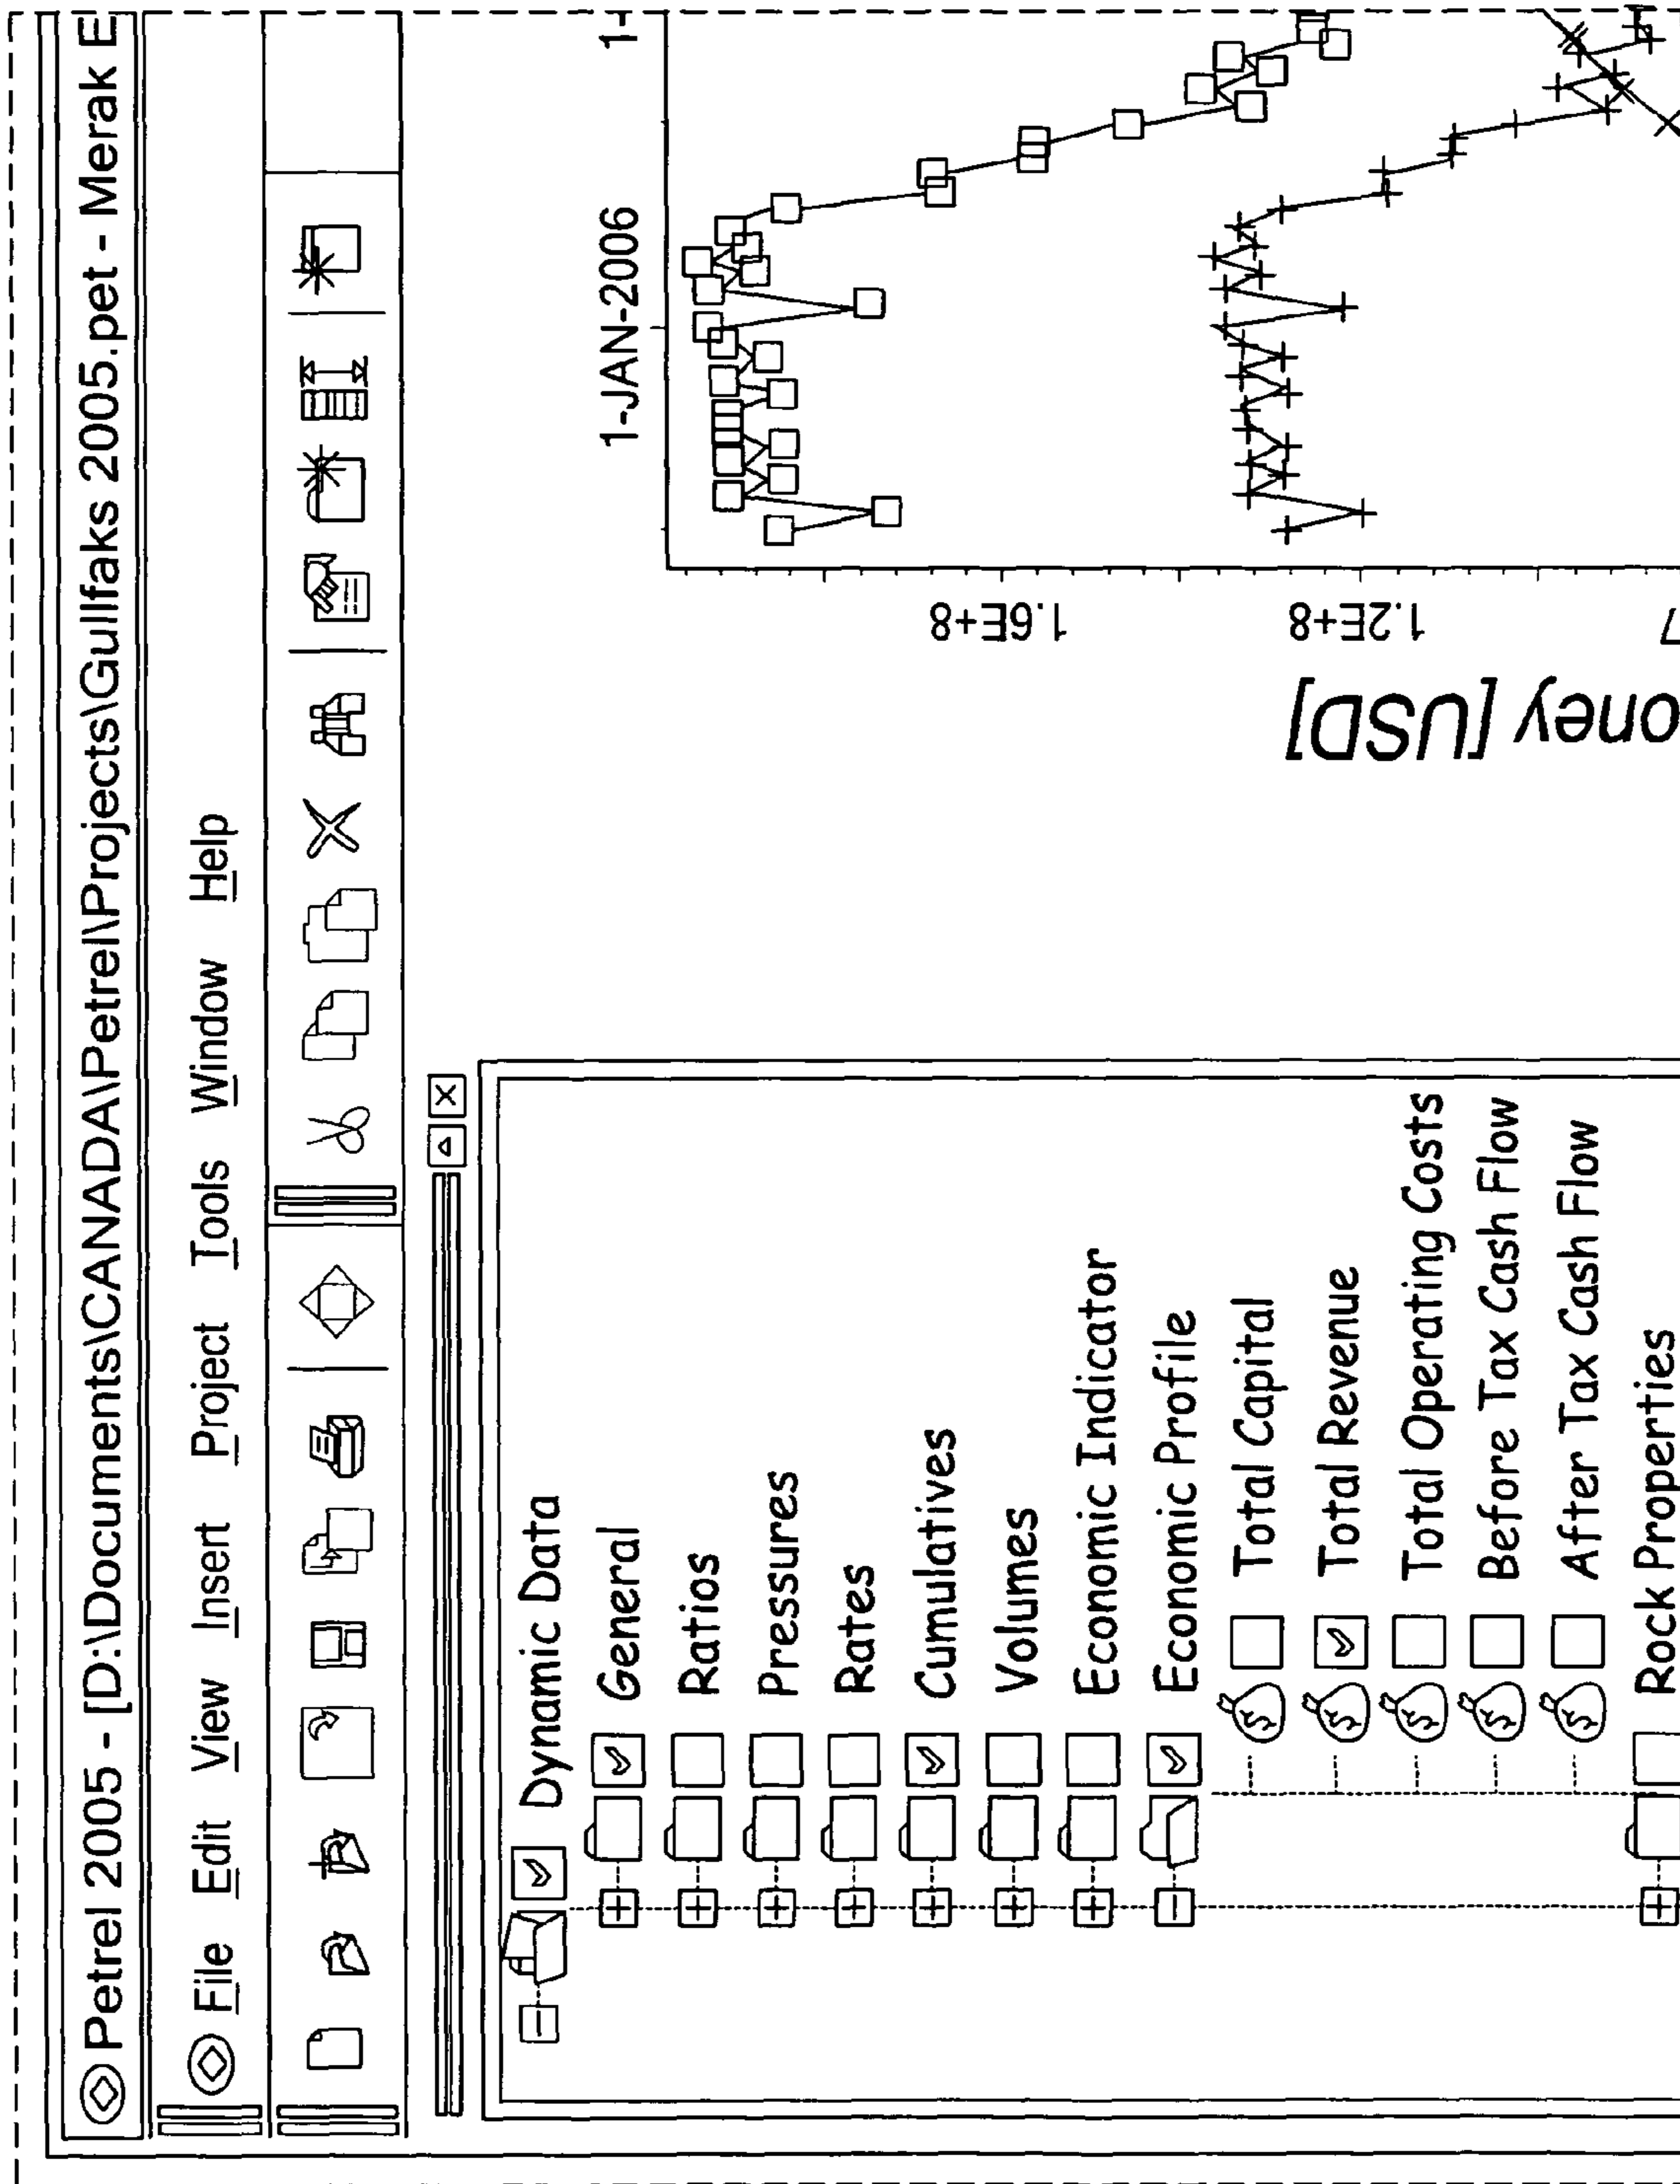 Petrel 2005 - [D:\Documents\CANADA\Petrel\Projects\Gullfaks 2005.pet - Merak E
File Edit View Insert Project Tools Window Help
Dynamic Data
General
Ratios
Pressures
Rates
Cumulatives
Volumes
Economic Indicator
Economic Profile
Total Capital
Total Revenue
Total Operating Costs
Before Tax Cash Flow
After Tax Cash Flow
Rock Properties
1-JAN-2006
1-
1.6E+8
1.2E+8
oney [USD]